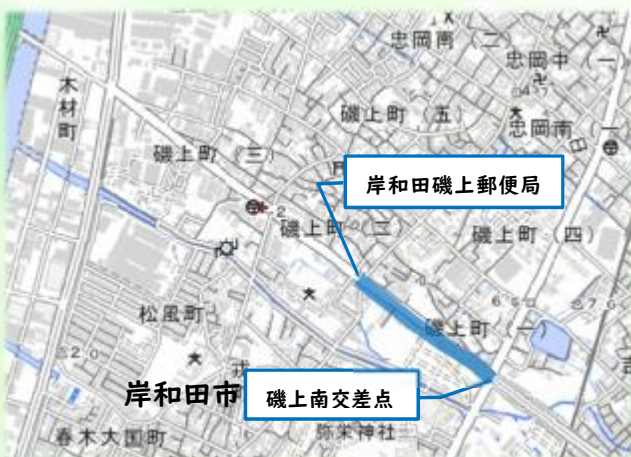 忠岡南（二）
忠岡中（一）
木材町
磯上町（五）
忠岡南（一）
磯上町（三）
岸和田磯上郵便局
磯上町（二）
磯上町（四）
松風町
磯上町（一）
岸和田市
磯上南交差点
春木大国町
弥栄神社